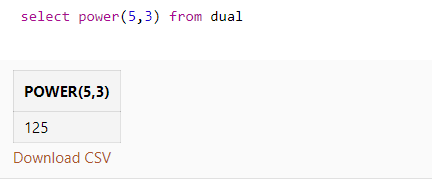 select power(5,3) from dual
POWER(5,3)
125
Download CSV